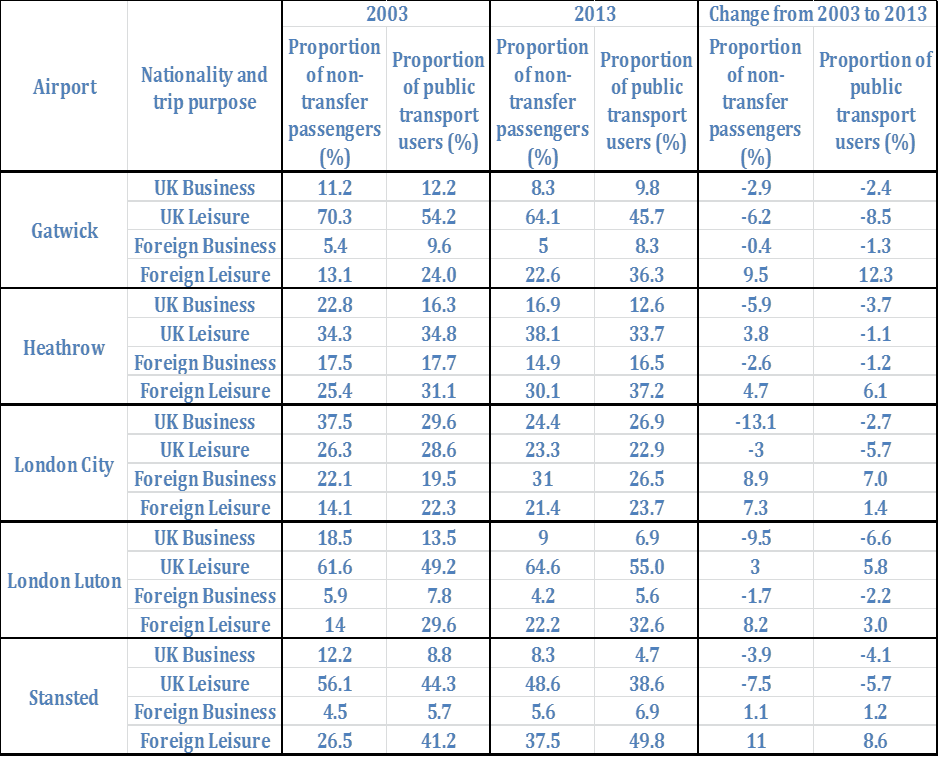 2003 2013 Change from 2003 to 2013
Airport Nationality and trip purpose Proportion of non-transfer passengers (%) Proportion of public transport users (%) Proportion of non-transfer passengers (%) Proportion of public transport users (%) Proportion of non-transfer passengers (%) Proportion of public transport users (%)
Gatwick UK Business 11.2 12.2 8.3 9.8 -2.9 -2.4
UK Leisure 70.3 54.2 64.1 45.7 -6.2 -8.5
Foreign Business 5.4 9.6 5 8.3 -0.4 -1.3
Foreign Leisure 13.1 24.0 22.6 36.3 9.5 12.3
Heathrow UK Business 22.8 16.3 16.9 12.6 -5.9 -3.7
UK Leisure 34.3 34.8 38.1 33.7 3.8 -1.1
Foreign Business 17.5 17.7 14.9 16.5 -2.6 -1.2
Foreign Leisure 25.4 31.1 30.1 37.2 4.7 6.1
London City UK Business 37.5 29.6 24.4 26.9 -13.1 -2.7
UK Leisure 26.3 28.6 23.3 22.9 -3 -5.7
Foreign Business 22.1 19.5 31 26.5 8.9 7.0
Foreign Leisure 14.1 22.3 21.4 23.7 7.3 1.4
London Luton UK Business 18.5 13.5 9 6.9 -9.5 -6.6
UK Leisure 61.6 49.2 64.6 55.0 3 5.8
Foreign Business 5.9 7.8 4.2 5.6 -1.7 -2.2
Foreign Leisure 14 29.6 22.2 32.6 8.2 3.0
Stansted UK Business 12.2 8.8 8.3 4.7 -3.9 -4.1
UK Leisure 56.1 44.3 48.6 38.6 -7.5 -5.7
Foreign Business 4.5 5.7 5.6 6.9 1.1 1.2
Foreign Leisure 26.5 41.2 37.5 49.8 11 8.6